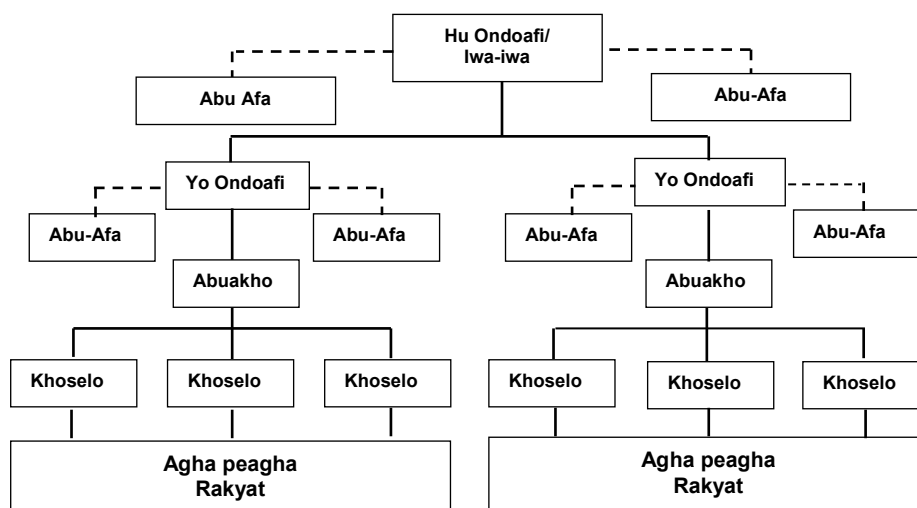 Hu Ondoafi/
Iwa-iwa
Abu Afa
Abu-Afa
Yo Ondoafi
Yo Ondoafi
Abu-Afa
Abu-Afa
Abu-Afa
Abu-Afa
Abuakho
Abuakho
Khoselo
Khoselo
Khoselo
Khoselo
Khoselo
Khoselo
Agha peagha
Rakyat
Agha peagha
Rakyat